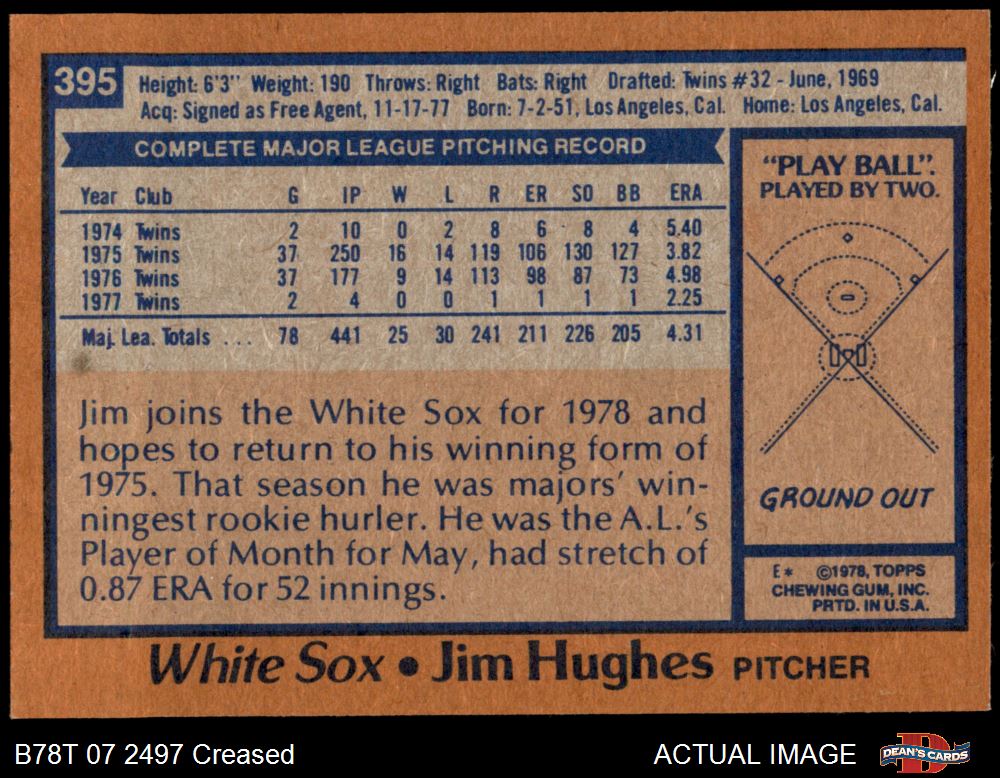 395
Height: 6'3" Weight: 190 Throws: Right Bats: Right Drafted: Twins #32 - June, 1969
Acq: Signed as Free Agent, 11-17-77 Born: 7-2-51, Los Angeles, Cal. Home: Los Angeles, Cal.
COMPLETE MAJOR LEAGUE PITCHING RECORD
Year Club G IP W L R ER SO BB ERA
1974 Twins 2 10 0 2 8 6 8 4 5.40
1975 Twins 37 250 16 14 119 106 130 127 3.82
1976 Twins 37 177 9 14 113 98 87 73 4.98
1977 Twins 2 4 0 0 1 1 1 1 2.25
Maj. Lea. Totals ... 78 441 25 30 241 211 226 205 4.31
Jim joins the White Sox for 1978 and
hopes to return to his winning form of
1975. That season he was majors' win-
ningest rookie hurler. He was the A.L.'s
Player of Month for May, had stretch of
0.87 ERA for 52 innings.
"PLAY BALL".
PLAYED BY TWO.
GROUND OUT
E* ©1978, TOPPS
CHEWING GUM, INC.
PRTD. IN U.S.A.
White Sox • Jim Hughes PITCHER
B78T 07 2497 Creased
ACTUAL IMAGE
DEAN'S CARDS